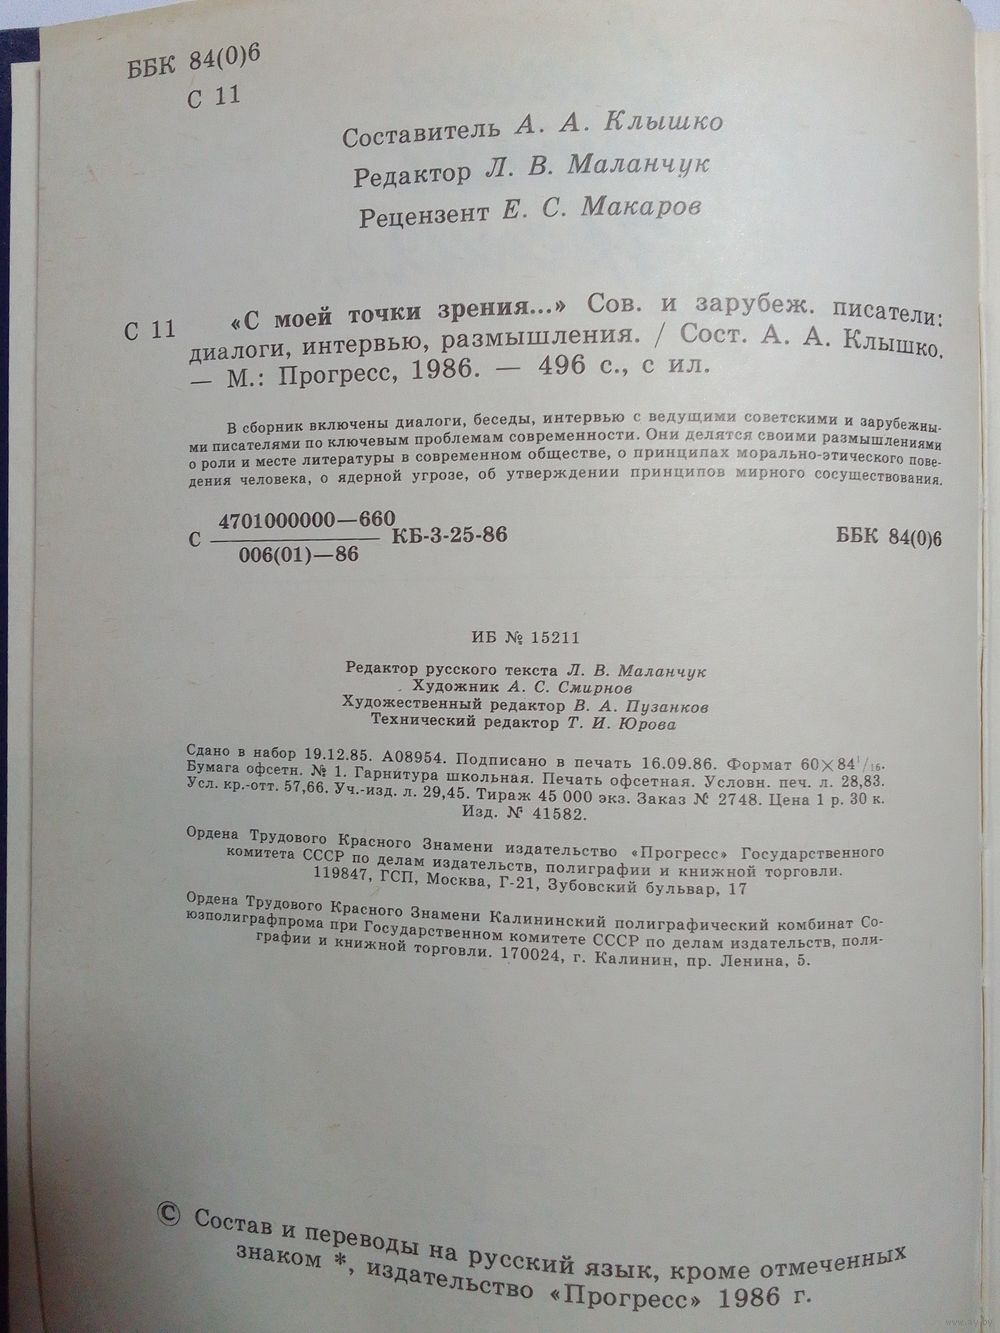 ББК 84(0)6
С 11
Составитель А. А. Клышко
Редактор Л. В. Маланчук
Рецензент Е. С. Макаров
С 11 «С моей точки зрения...» Сов. и зарубеж. писатели:
диалоги, интервью, размышления. / Сост. А. А. Клышко.
— М.: Прогресс, 1986. — 496 с., с ил.
В сборник включены диалоги, беседы, интервью с ведущими советскими и зарубежны-
ми писателями по ключевым проблемам современности. Они делятся своими размышлениями
о роли и месте литературы в современном обществе, о принципах морально-этического пове-
дения человека, о ядерной угрозе, об утверждении принципов мирного сосуществования.
4701000000—660
С КБ-3-25-86 ББК 84(0)6
006(01)—86
ИБ № 15211
Редактор русского текста Л. В. Маланчук
Художник А. С. Смирнов
Художественный редактор В. А. Пузанков
Технический редактор Т. И. Юрова
Сдано в набор 19.12.85. А08954. Подписано в печать 16.09.86. Формат 60×84 1/16.
Бумага офсетн. № 1. Гарнитура школьная. Печать офсетная. Условн. печ. л. 28,83.
Усл. кр.-отт. 57,66. Уч.-изд. л. 29,45. Тираж 45 000 экз. Заказ № 2748. Цена 1 р. 30 к.
Изд. № 41582.
Ордена Трудового Красного Знамени издательство «Прогресс» Государственного
комитета СССР по делам издательств, полиграфии и книжной торговли.
119847, ГСП, Москва, Г-21, Зубовский бульвар, 17
Ордена Трудового Красного Знамени Калининский полиграфический комбинат Со-
юзполиграфпрома при Государственном комитете СССР по делам издательств, поли-
графии и книжной торговли. 170024, г. Калинин, пр. Ленина, 5.
© Состав и переводы на русский язык, кроме отмеченных
знаком *, издательство «Прогресс» 1986 г.
www.ay.by